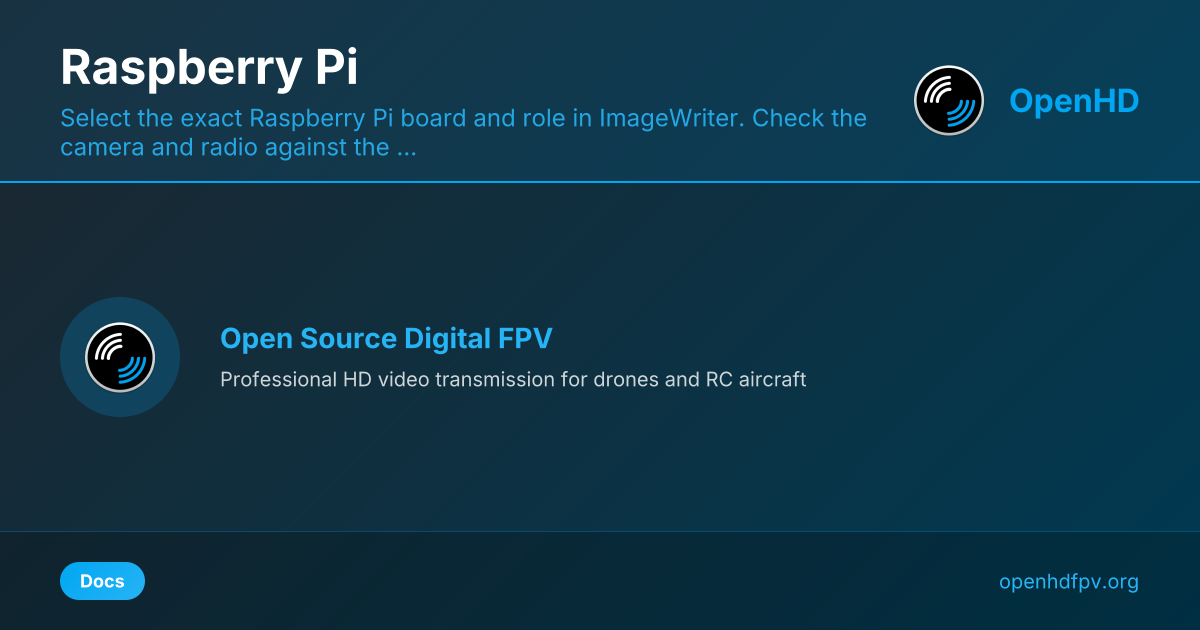 Raspberry Pi
Select the exact Raspberry Pi board and role in ImageWriter. Check the
camera and radio against the ...
OpenHD
Open Source Digital FPV
Professional HD video transmission for drones and RC aircraft
Docs
openhdfpv.org